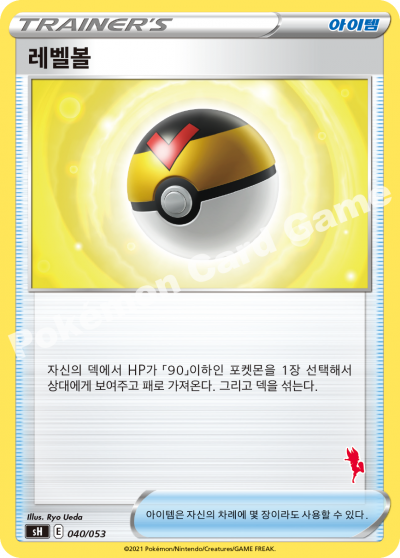 TRAINER'S
아이템
레벨볼
Pokémon Card Game
자신의 덱에서 HP가 「90」이하인 포켓몬을 1장 선택해서
상대에게 보여주고 패로 가져온다. 그리고 덱을 섞는다.
Illus. Ryo Ueda
sH E 040/053
아이템은 자신의 차례에 몇 장이라도 사용할 수 있다.
©2021 Pokémon/Nintendo/Creatures/GAME FREAK.